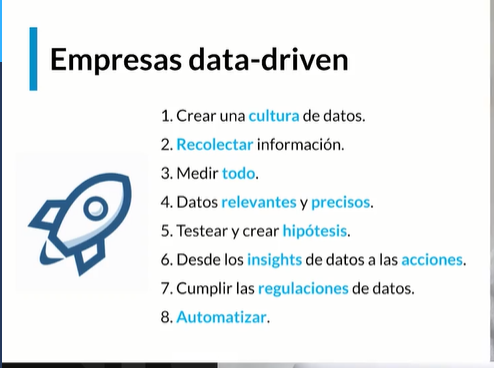 Empresas data-driven
1. Crear una cultura de datos.
2. Recolectar información.
3. Medir todo.
4. Datos relevantes y precisos.
5. Testear y crear hipótesis.
6. Desde los insights de datos a las acciones.
7. Cumplir las regulaciones de datos.
8. Automatizar.